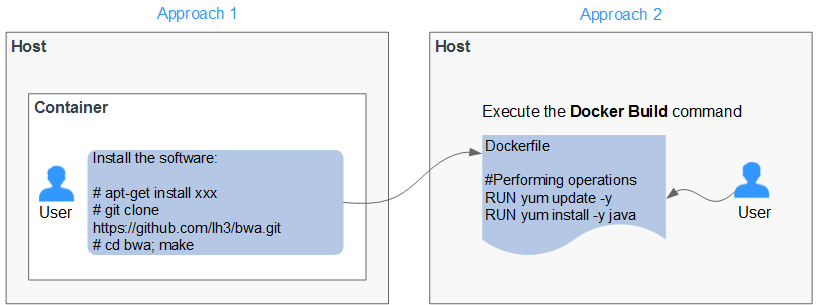 Approach 1
Host
Container
User
Install the software:
# apt-get install xxx
# git clone
https://github.com/lh3/bwa.git
# cd bwa; make
Approach 2
Host
Execute the Docker Build command
Dockerfile
#Performing operations
RUN yum update -y
RUN yum install -y java
User